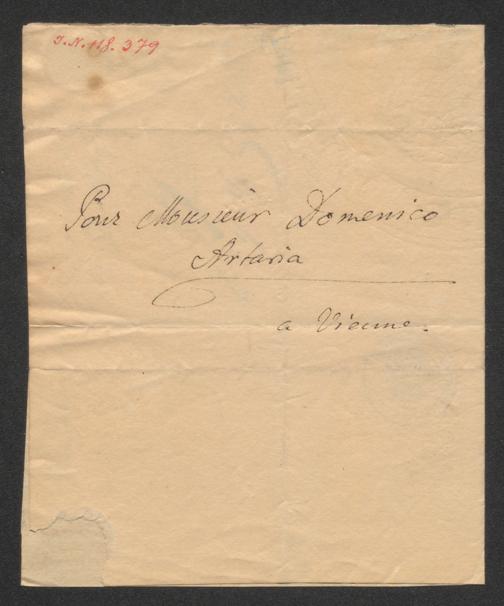 J.N. 118.379
Pour Monsieur Domenico
Artaria
a Vienne.